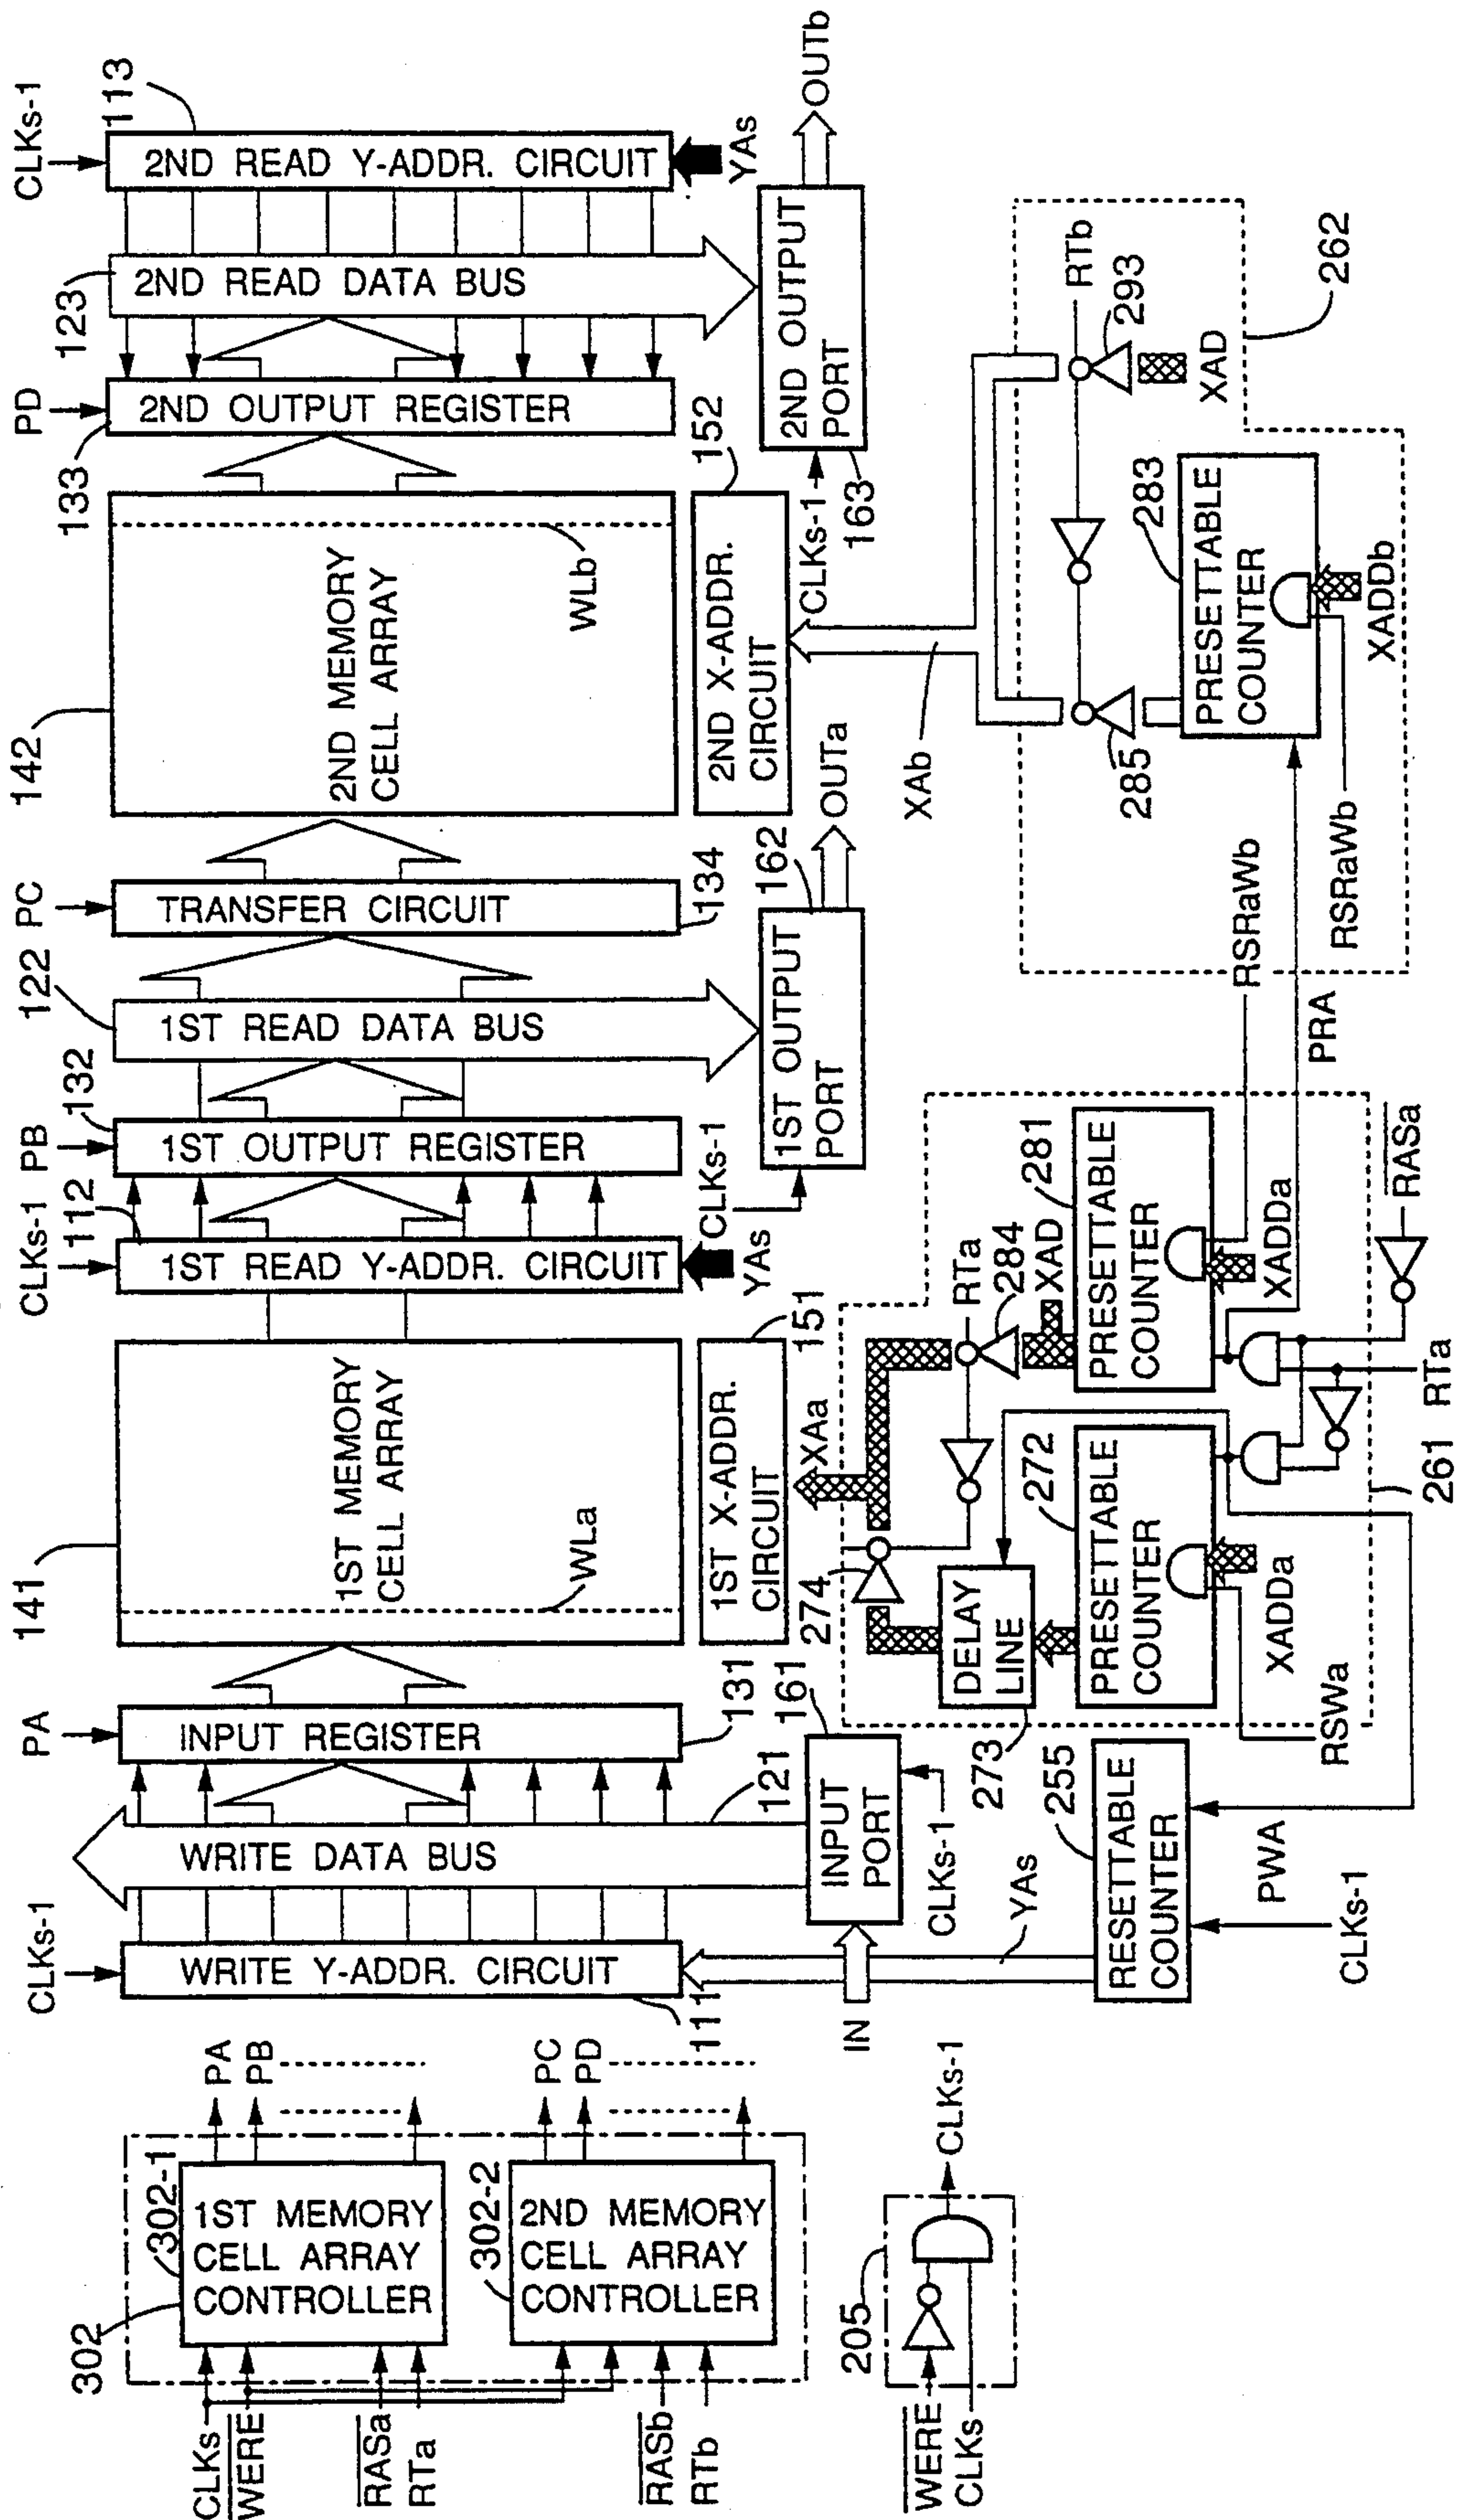 CLKs-1
113
2ND READ Y-ADDR. CIRCUIT
YAs
123
2ND READ DATA BUS
OUTb
PD
133
2ND OUTPUT REGISTER
2ND OUTPUT
PORT
CLKs-1
163
142
2ND MEMORY
CELL ARRAY
WLb
152
2ND X-ADDR.
CIRCUIT
XAb
RTb
293
XAD
262
283
285
PRESETTABLE
COUNTER
XADDb
RSRaWb
RSRaWb
PRA
PC
TRANSFER CIRCUIT
134
122
1ST READ DATA BUS
162
OUTa
1ST OUTPUT
PORT
CLKs-1
PB
132
1ST OUTPUT REGISTER
CLKs-1
112
1ST READ Y-ADDR. CIRCUIT
YAs
141
1ST MEMORY
CELL ARRAY
WLa
151
1ST X-ADDR.
CIRCUIT
XAa
RTa
284
XAD
281
PRESETTABLE
COUNTER
XADDa
RASa
RTa
261
274
273
DELAY
LINE
272
PRESETTABLE
COUNTER
XADDa
RSWa
PA
INPUT REGISTER
131
121
WRITE DATA BUS
161
INPUT
PORT
CLKs-1
IN
CLKs-1
WRITE Y-ADDR. CIRCUIT
111
YAs
255
RESETTABLE
COUNTER
PWA
CLKs-1
302
302-1
1ST MEMORY
CELL ARRAY
CONTROLLER
PA
PB
302-2
2ND MEMORY
CELL ARRAY
CONTROLLER
PC
PD
CLKs
WERE
RASa
RTa
RASb
RTb
205
WERE
CLKs
CLKs-1